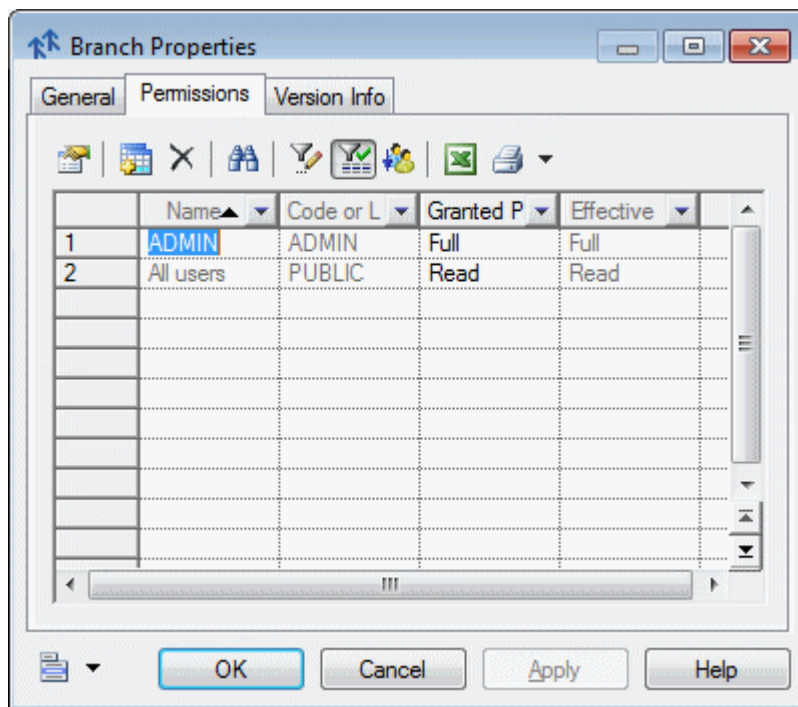 Branch Properties
General Permissions Version Info
Name Code or L Granted P Effective
1 ADMIN ADMIN Full Full
2 All users PUBLIC Read Read
OK Cancel Apply Help